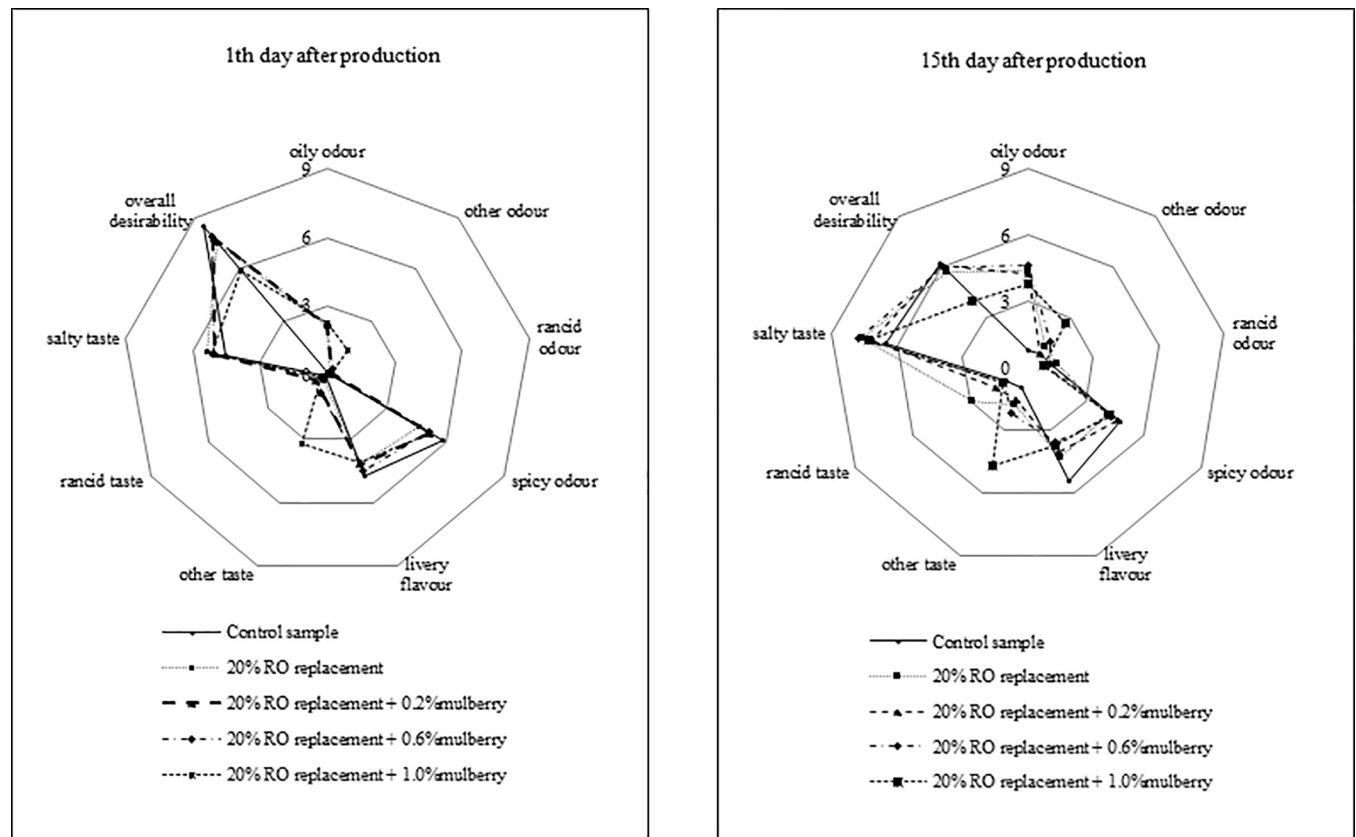 1th day after production
oily odour
9
overall
desirability
other odour
6
3
salty taste
rancid
odour
0
rancid taste
spicy odour
other taste
livery
flavour
Control sample
20% RO replacement
20% RO replacement + 0.2%mulberry
20% RO replacement + 0.6%mulberry
20% RO replacement + 1.0%mulberry
15th day after production
oily odour
9
overall
desirability
other odour
6
3
salty taste
rancid
odour
0
rancid taste
spicy odour
other taste
livery
flavour
Control sample
20% RO replacement
20% RO replacement + 0.2%mulberry
20% RO replacement + 0.6%mulberry
20% RO replacement + 1.0%mulberry